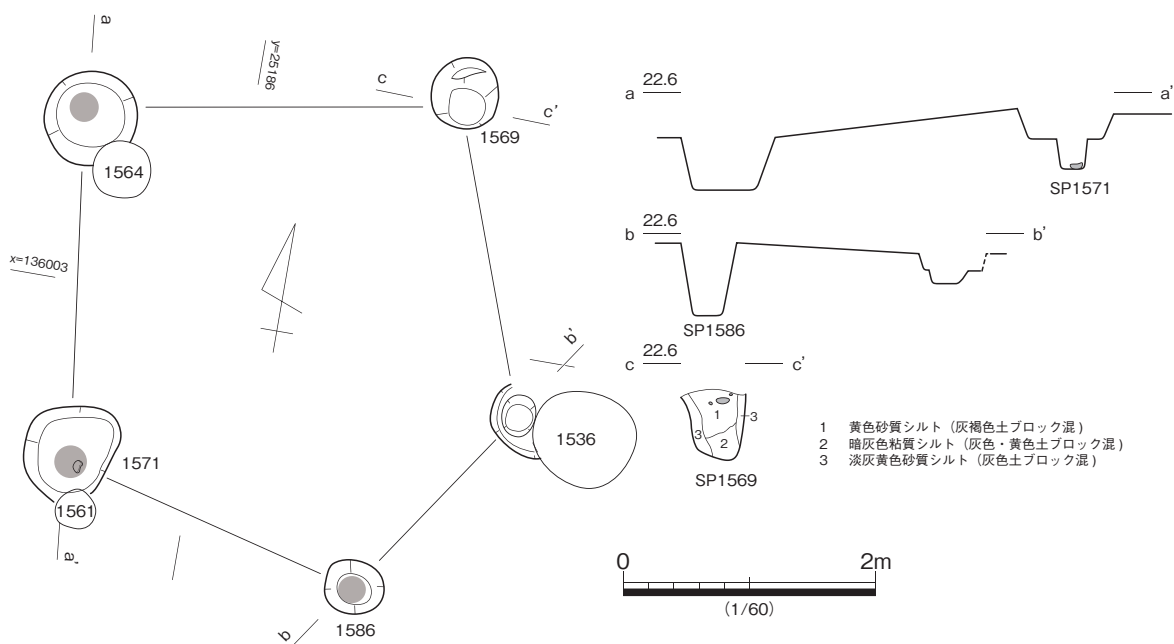 a
y=25186
c
c'
1569
1564
x=136003
b'
1571
1536
1561
a'
b
1586
22.6
a
a'
SP1571
22.6
b
b'
SP1586
22.6
c
c'
1
3
3
2
SP1569
1 黄色砂質シルト（灰褐色土ブロック混）
2 暗灰色粘質シルト（灰色・黄色土ブロック混）
3 淡灰黄色砂質シルト（灰色土ブロック混）
0 2m
(1/60)